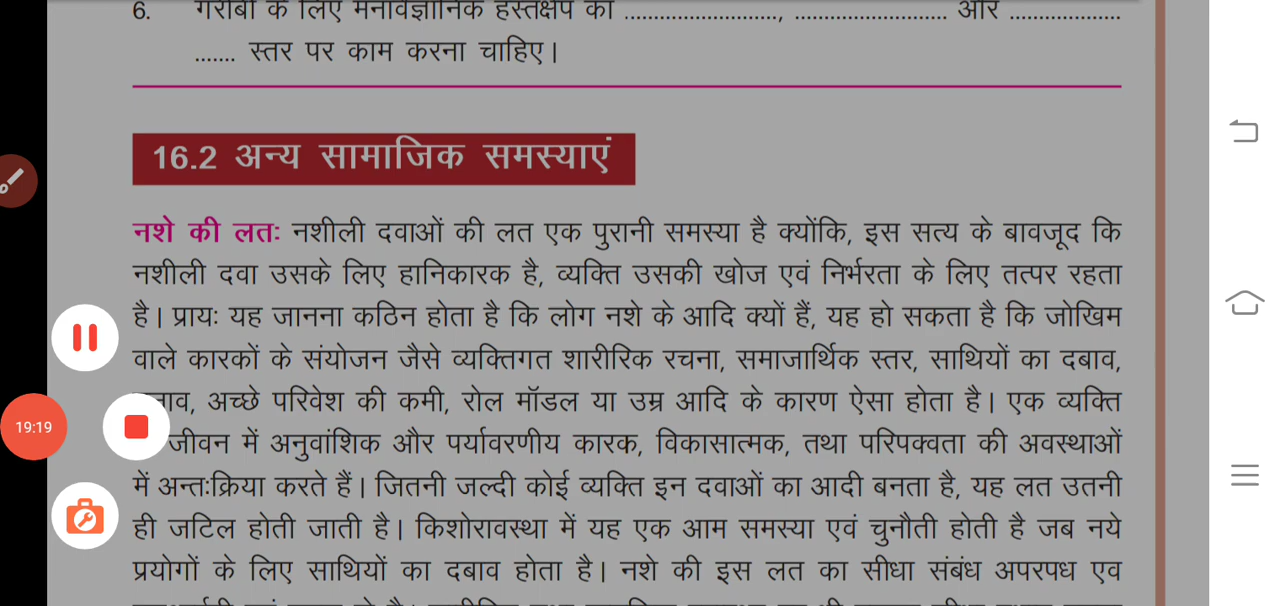 6. गरीबी के लिए मनोवैज्ञानिक हस्तक्षेप को ........................., ......................... और ..................
....... स्तर पर काम करना चाहिए।
16.2 अन्य सामाजिक समस्याएं
नशे की लतः नशीली दवाओं की लत एक पुरानी समस्या है क्योंकि, इस सत्य के बावजूद कि
नशीली दवा उसके लिए हानिकारक है, व्यक्ति उसकी खोज एवं निर्भरता के लिए तत्पर रहता
है। प्रायः यह जानना कठिन होता है कि लोग नशे के आदि क्यों हैं, यह हो सकता है कि जोखिम
वाले कारकों के संयोजन जैसे व्यक्तिगत शारीरिक रचना, समाजार्थिक स्तर, साथियों का दबाव,
अच्छे परिवेश की कमी, रोल मॉडल या उम्र आदि के कारण ऐसा होता है। एक व्यक्ति
जीवन में अनुवांशिक और पर्यावरणीय कारक, विकासात्मक, तथा परिपक्वता की अवस्थाओं
में अन्तःक्रिया करते हैं। जितनी जल्दी कोई व्यक्ति इन दवाओं का आदी बनता है, यह लत उतनी
ही जटिल होती जाती है। किशोरावस्था में यह एक आम समस्या एवं चुनौती होती है जब नये
प्रयोगों के लिए साथियों का दबाव होता है। नशे की इस लत का सीधा संबंध अपरपध एव
19:19